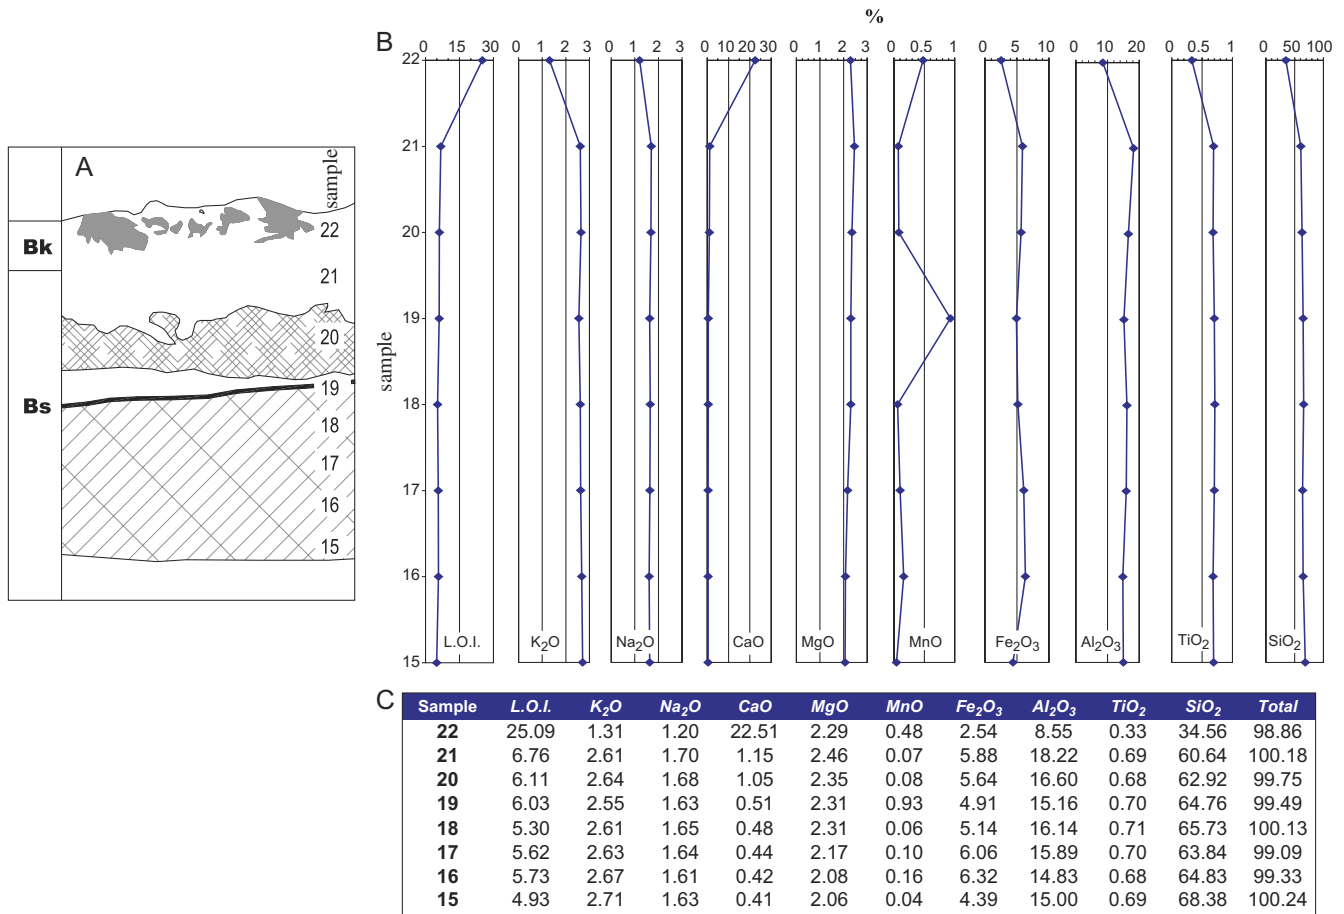 A
sample
22
Bk
21
20
19
Bs
18
17
16
15
B
%
0 15 30 0 1 2 3 0 1 2 3 0 10 20 30 0 1 2 3 0 0.5 1 0 5 10 0 10 20 0 0.5 1 0 50 100
22
21
20
19
18
17
16
15
sample
L.O.I. K₂O Na₂O CaO MgO MnO Fe₂O₃ Al₂O₃ TiO₂ SiO₂
C
Sample L.O.I. K₂O Na₂O CaO MgO MnO Fe₂O₃ Al₂O₃ TiO₂ SiO₂ Total
22 25.09 1.31 1.20 22.51 2.29 0.48 2.54 8.55 0.33 34.56 98.86
21 6.76 2.61 1.70 1.15 2.46 0.07 5.88 18.22 0.69 60.64 100.18
20 6.11 2.64 1.68 1.05 2.35 0.08 5.64 16.60 0.68 62.92 99.75
19 6.03 2.55 1.63 0.51 2.31 0.93 4.91 15.16 0.70 64.76 99.49
18 5.30 2.61 1.65 0.48 2.31 0.06 5.14 16.14 0.71 65.73 100.13
17 5.62 2.63 1.64 0.44 2.17 0.10 6.06 15.89 0.70 63.84 99.09
16 5.73 2.67 1.61 0.42 2.08 0.16 6.32 14.83 0.68 64.83 99.33
15 4.93 2.71 1.63 0.41 2.06 0.04 4.39 15.00 0.69 68.38 100.24